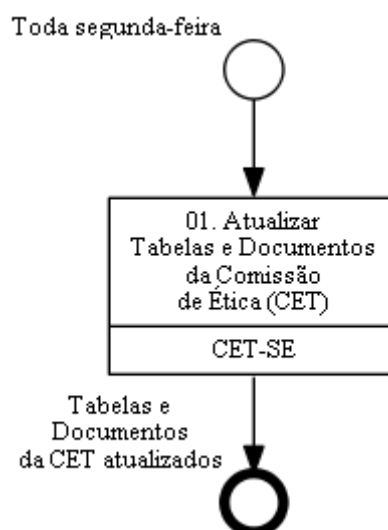 Toda segunda-feira
01. Atualizar
Tabelas e Documentos
da Comissão
de Ética (CET)
CET-SE
Tabelas e
Documentos
da CET atualizados